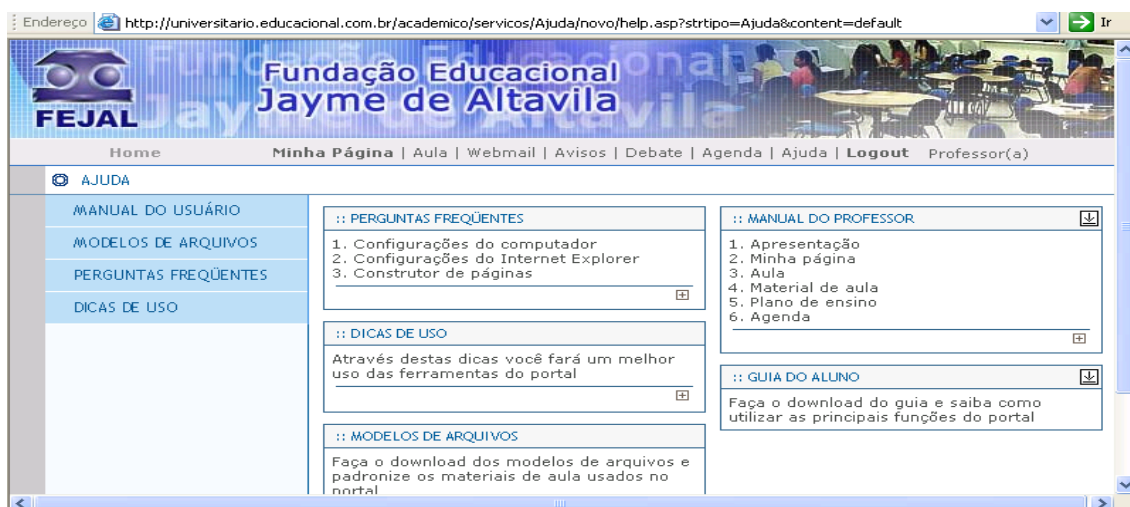 Endereço http://universitario.educacional.com.br/academico/servicos/Ajuda/novo/help.asp?strtipo=Ajuda&content=default Ir
Fundação Educacional
Jayme de Altavila
FEJAL
Home Minha Página | Aula | Webmail | Avisos | Debate | Agenda | Ajuda | Logout Professor(a)
AJUDA
MANUAL DO USUÁRIO
MODELOS DE ARQUIVOS
PERGUNTAS FREQÜENTES
DICAS DE USO
:: PERGUNTAS FREQÜENTES
1. Configurações do computador
2. Configurações do Internet Explorer
3. Construtor de páginas
:: DICAS DE USO
Através destas dicas você fará um melhor
uso das ferramentas do portal
:: MODELOS DE ARQUIVOS
Faça o download dos modelos de arquivos e
padronize os materiais de aula usados no
portal
:: MANUAL DO PROFESSOR
1. Apresentação
2. Minha página
3. Aula
4. Material de aula
5. Plano de ensino
6. Agenda
:: GUIA DO ALUNO
Faça o download do guia e saiba como
utilizar as principais funções do portal